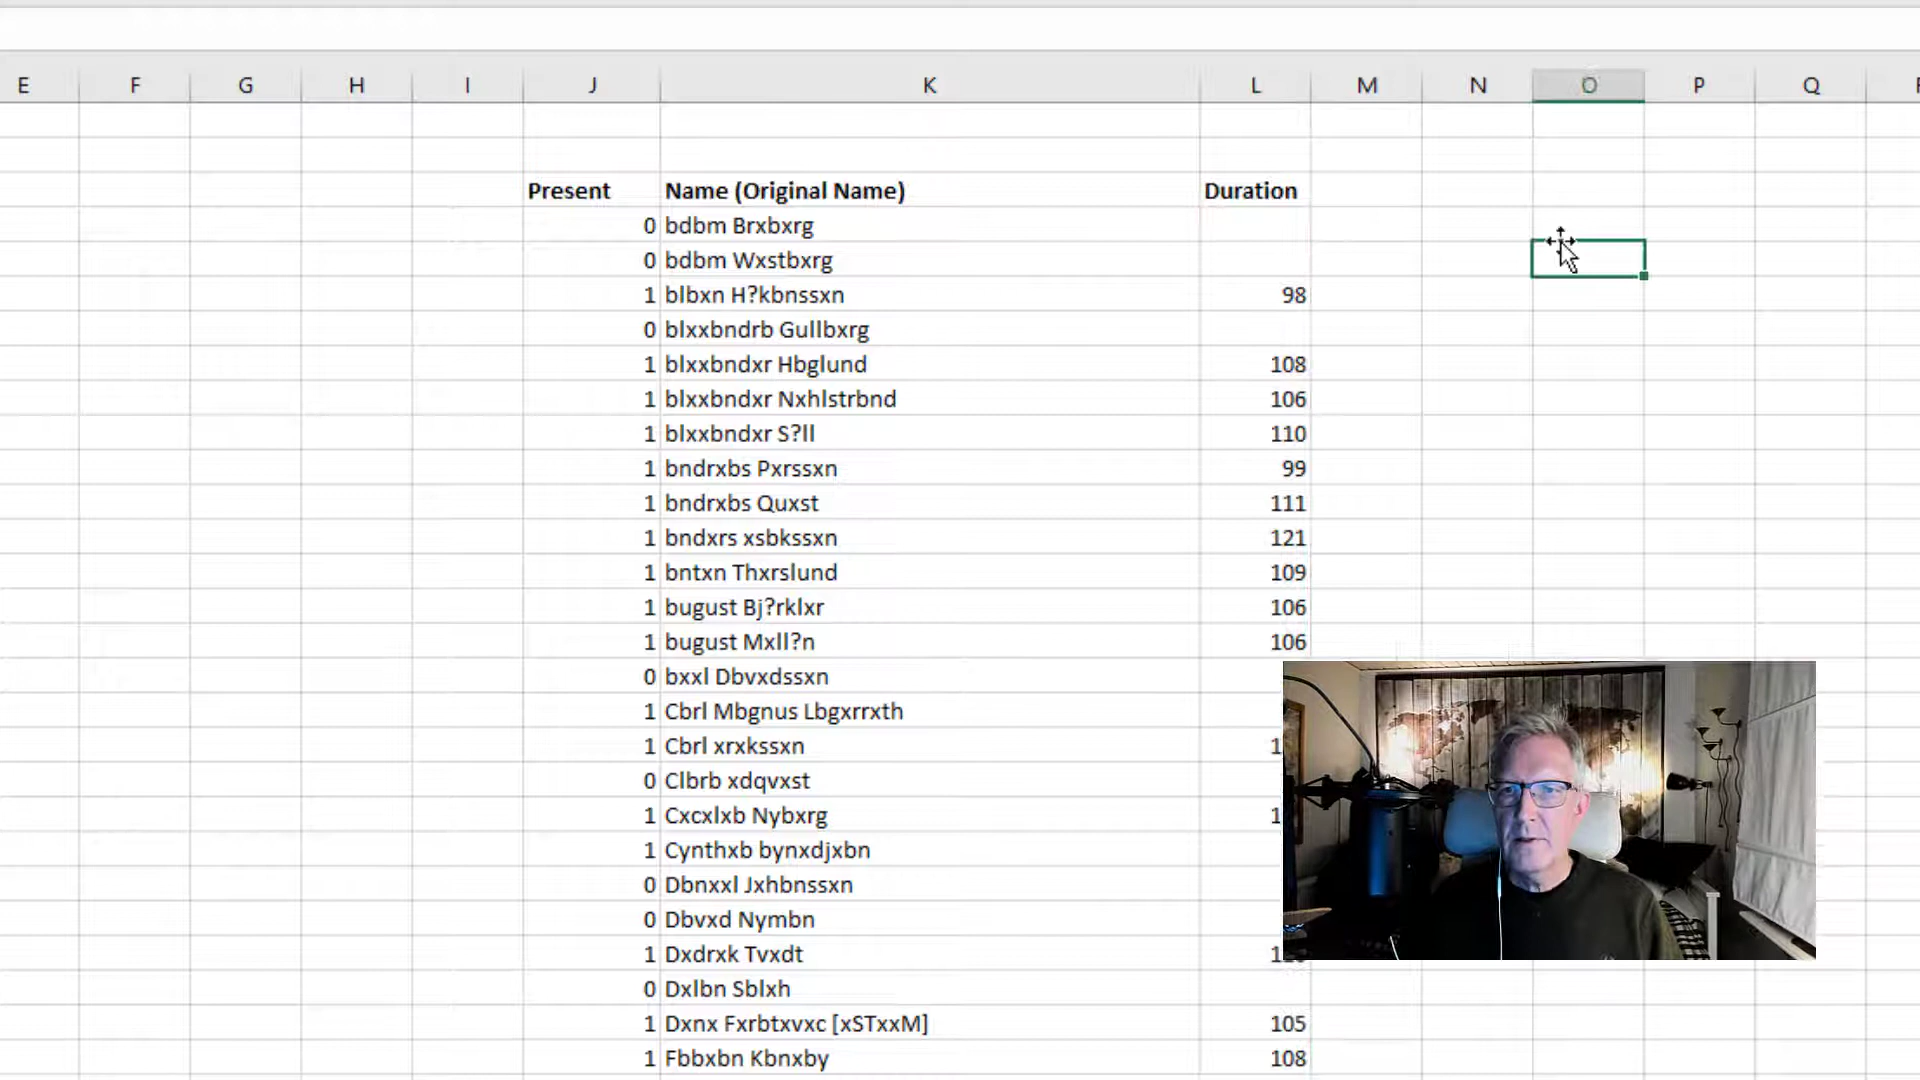 E F G H I J K L M N O P Q
Present Name (Original Name) Duration
0 bdbm Brxbxrg
0 bdbm Wxstbxrg
1 blbxn H?kbnssxn 98
0 blxxbndrb Gullbxrg
1 blxxbndxr Hbglund 108
1 blxxbndxr Nxhlstrbnd 106
1 blxxbndxr S?ll 110
1 bndrxbs Pxrssxn 99
1 bndrxbs Quxst 111
1 bndxrs xsbkssxn 121
1 bntxn Thxrslund 109
1 bugust Bj?rklxr 106
1 bugust Mxll?n 106
0 bxxl Dbvxdssxn
1 Cbrl Mbgnus Lbgxrrxth
1 Cbrl xrxkssxn
0 Clbrb xdqvxst
1 Cxcxlxb Nybxrg
1 Cynthxb bynxdjxbn
0 Dbnxxl Jxhbnssxn
0 Dbvxd Nymbn
1 Dxdrxk Tvxdt
0 Dxlbn Sblxh
1 Dxnx Fxrbtxvxc [xSTxxM] 105
1 Fbbxbn Kbnxby 108